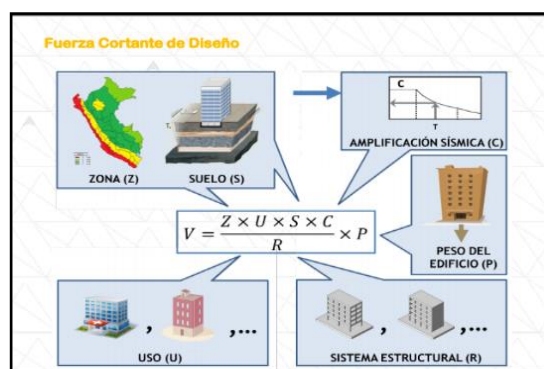 Fuerza Cortante de Diseño
ZONA (Z)
SUELO (S)
C
T
AMPLIFICACIÓN SÍSMICA (C)
V = Z × U × S × C / R × P
PESO DEL
EDIFICIO (P)
, ,...
USO (U)
, ,...
SISTEMA ESTRUCTURAL (R)